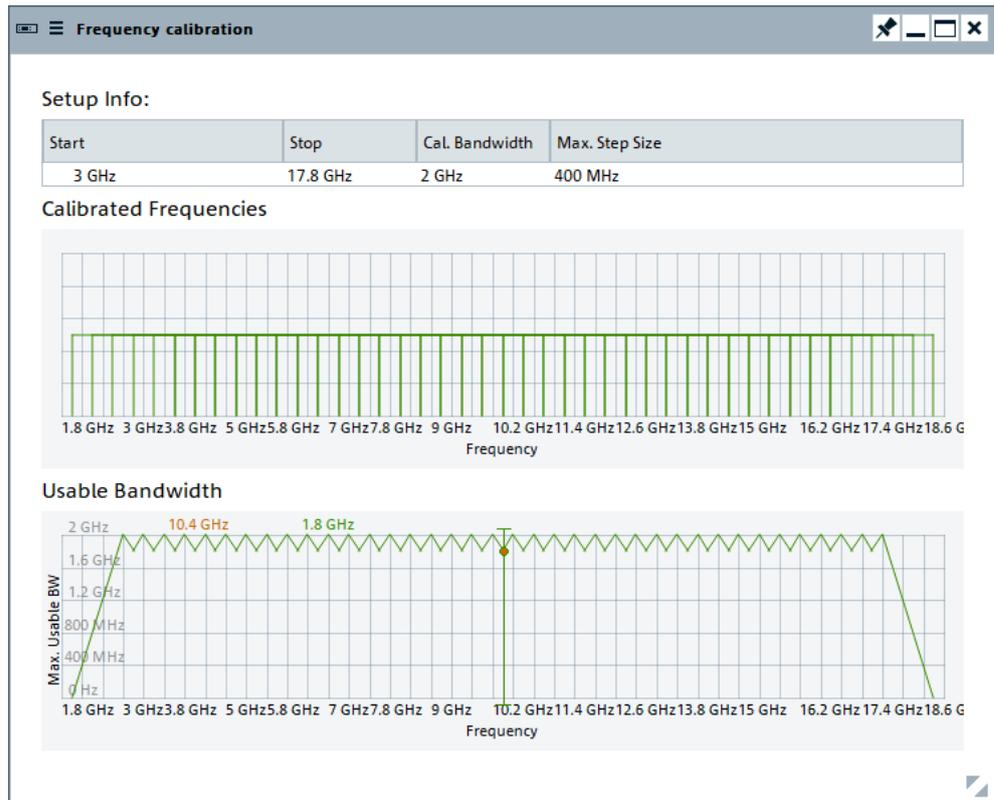 Frequency calibration
Setup Info:
Start Stop Cal. Bandwidth Max. Step Size
3 GHz 17.8 GHz 2 GHz 400 MHz
Calibrated Frequencies
1.8 GHz 3 GHz 3.8 GHz 5 GHz 5.8 GHz 7 GHz 7.8 GHz 9 GHz 10.2 GHz 11.4 GHz 12.6 GHz 13.8 GHz 15 GHz 16.2 GHz 17.4 GHz 18.6 G
Frequency
Usable Bandwidth
10.4 GHz 1.8 GHz
2 GHz
1.6 GHz
1.2 GHz
800 MHz
400 MHz
0 Hz
Max. Usable BW
1.8 GHz 3 GHz 3.8 GHz 5 GHz 5.8 GHz 7 GHz 7.8 GHz 9 GHz 10.2 GHz 11.4 GHz 12.6 GHz 13.8 GHz 15 GHz 16.2 GHz 17.4 GHz 18.6 G
Frequency